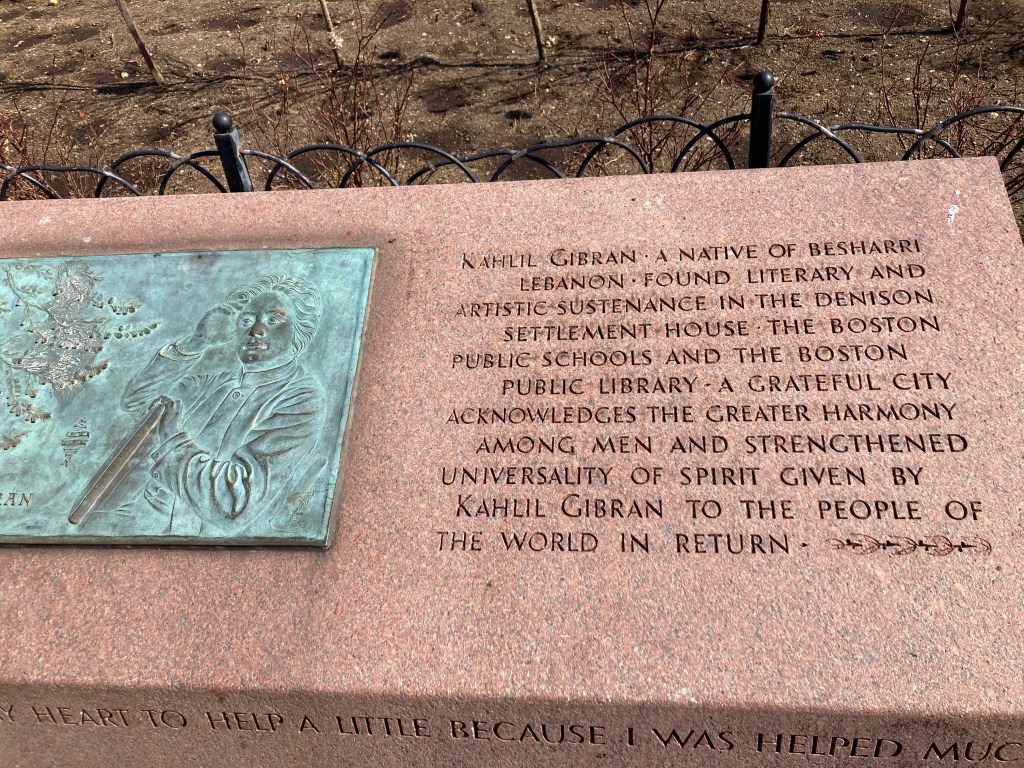 KAHLIL GIBRAN · A NATIVE OF BESHARRI
LEBANON · FOUND LITERARY AND
ARTISTIC SUSTENANCE IN THE DENISON
SETTLEMENT HOUSE · THE BOSTON
PUBLIC SCHOOLS AND THE BOSTON
PUBLIC LIBRARY · A GRATEFUL CITY
ACKNOWLEDGES THE GREATER HARMONY
AMONG MEN AND STRENGTHENED
UNIVERSALITY OF SPIRIT GIVEN BY
KAHLIL GIBRAN TO THE PEOPLE OF
THE WORLD IN RETURN ·
RAN
Y HEART TO HELP A LITTLE BECAUSE I WAS HELPED MUC